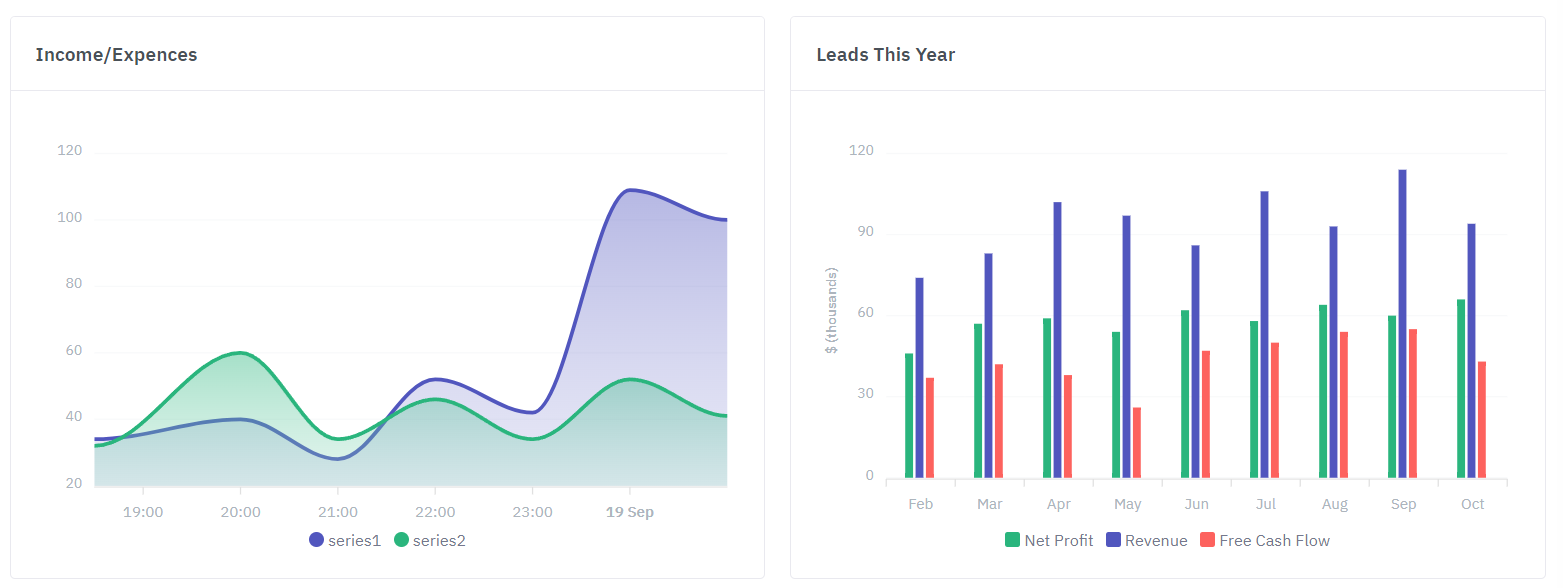 Income/Expences
120
100
80
60
40
20
19:00 20:00 21:00 22:00 23:00 19 Sep
series1 series2
Leads This Year
$ (thousands)
120
90
60
30
0
Feb Mar Apr May Jun Jul Aug Sep Oct
Net Profit Revenue Free Cash Flow